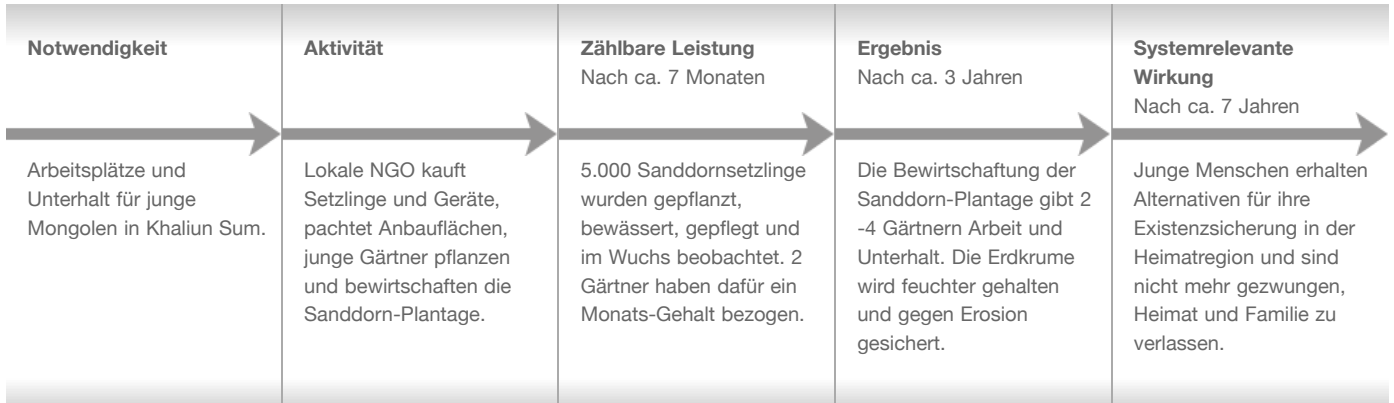 Notwendigkeit
Arbeitsplätze und
Unterhalt für junge
Mongolen in Khaliun Sum.
Aktivität
Lokale NGO kauft
Setzlinge und Geräte,
pachtet Anbauflächen,
junge Gärtner pflanzen
und bewirtschaften die
Sanddorn-Plantage.
Zählbare Leistung
Nach ca. 7 Monaten
5.000 Sanddornsetzlinge
wurden gepflanzt,
bewässert, gepflegt und
im Wuchs beobachtet. 2
Gärtner haben dafür ein
Monats-Gehalt bezogen.
Ergebnis
Nach ca. 3 Jahren
Die Bewirtschaftung der
Sanddorn-Plantage gibt 2
-4 Gärtnern Arbeit und
Unterhalt. Die Erdkrume
wird feuchter gehalten
und gegen Erosion
gesichert.
Systemrelevante
Wirkung
Nach ca. 7 Jahren
Junge Menschen erhalten
Alternativen für ihre
Existenzsicherung in der
Heimatregion und sind
nicht mehr gezwungen,
Heimat und Familie zu
verlassen.